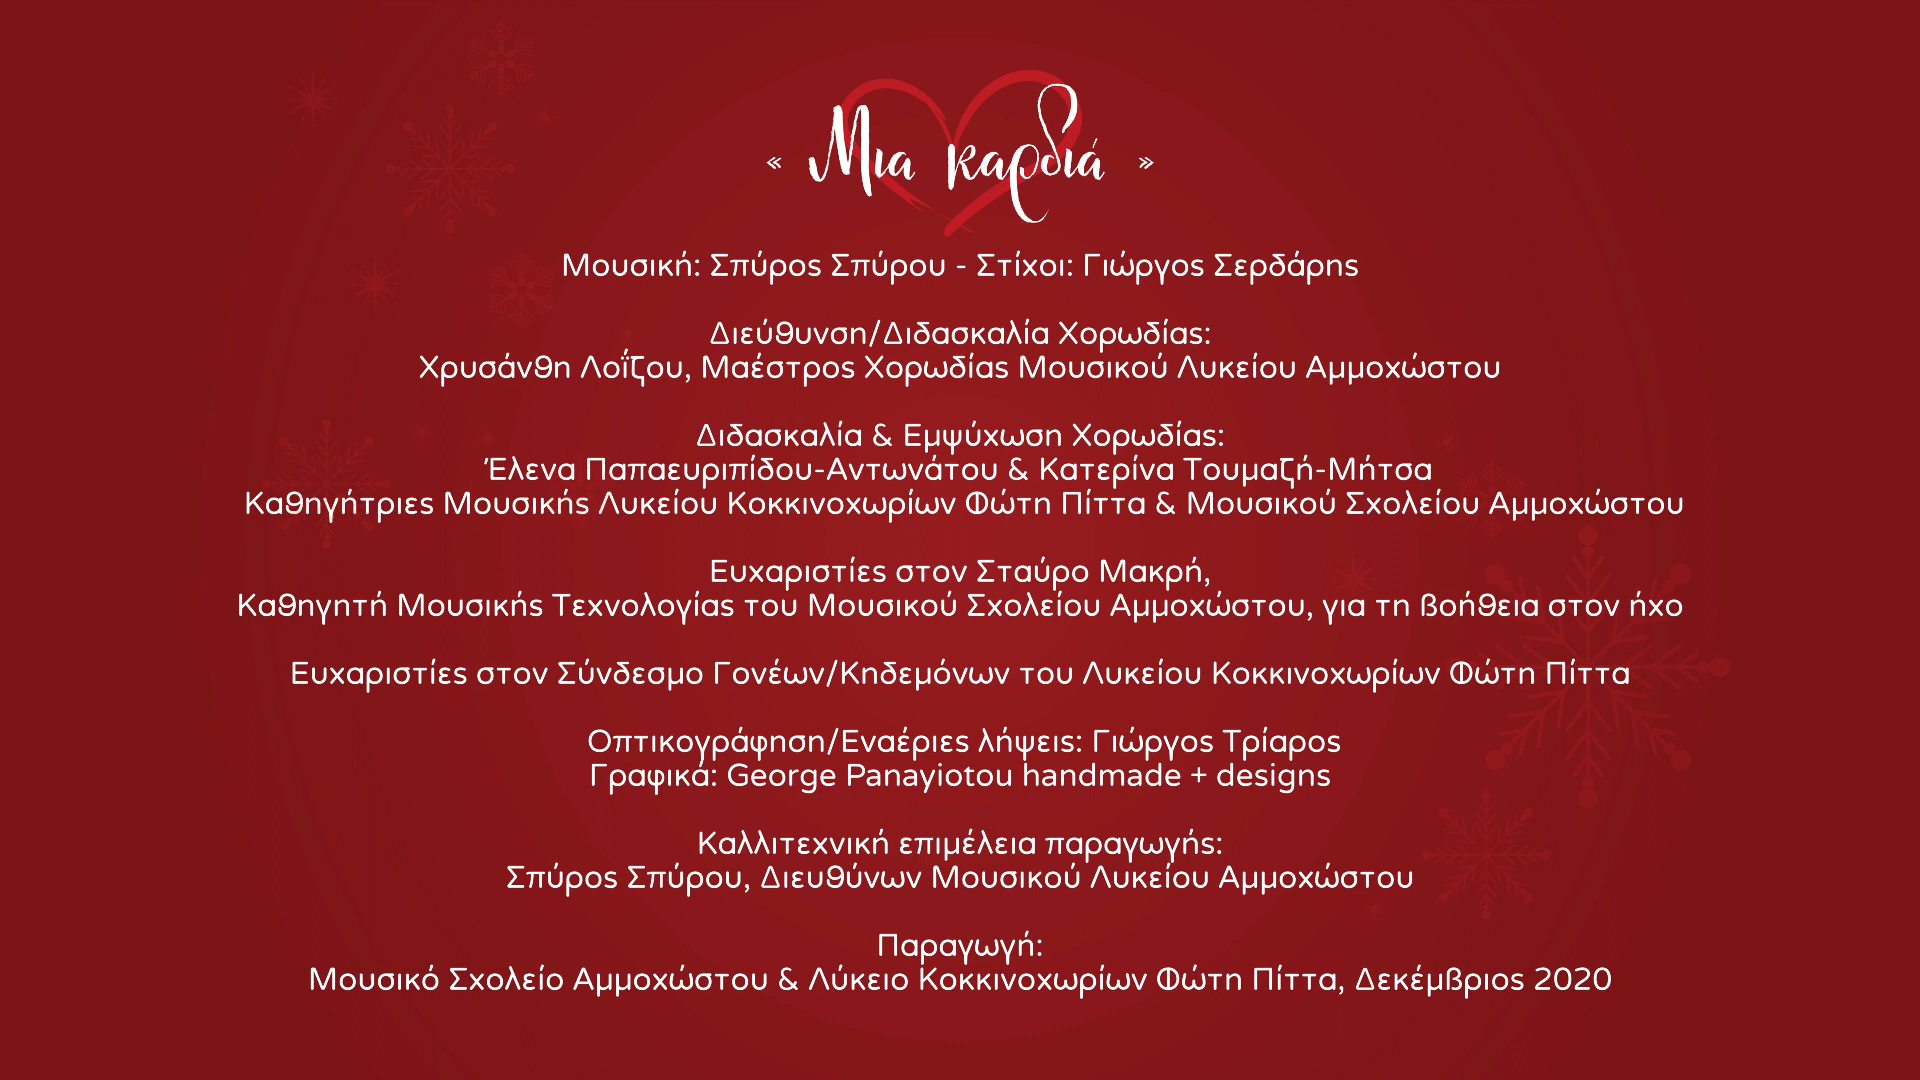 « Μια καρδιά »
Μουσική: Σπύρος Σπύρου - Στίχοι: Γιώργος Σερδάρης
Διεύθυνση/Διδασκαλία Χορωδίας:
Χρυσάνθη Λοΐζου, Μαέστρος Χορωδίας Μουσικού Λυκείου Αμμοχώστου
Διδασκαλία & Εμψύχωση Χορωδίας:
Έλενα Παπαευριπίδου-Αντωνάτου & Κατερίνα Τουμαζή-Μήτσα
Καθηγήτριες Μουσικής Λυκείου Κοκκινοχωρίων Φώτη Πίττα & Μουσικού Σχολείου Αμμοχώστου
Ευχαριστίες στον Σταύρο Μακρή,
Καθηγητή Μουσικής Τεχνολογίας του Μουσικού Σχολείου Αμμοχώστου, για τη βοήθεια στον ήχο
Ευχαριστίες στον Σύνδεσμο Γονέων/Κηδεμόνων του Λυκείου Κοκκινοχωρίων Φώτη Πίττα
Οπτικογράφηση/Εναέριες λήψεις: Γιώργος Τρίαρος
Γραφικά: George Panayiotou handmade + designs
Καλλιτεχνική επιμέλεια παραγωγής:
Σπύρος Σπύρου, Διευθύνων Μουσικού Λυκείου Αμμοχώστου
Παραγωγή:
Μουσικό Σχολείο Αμμοχώστου & Λύκειο Κοκκινοχωρίων Φώτη Πίττα, Δεκέμβριος 2020